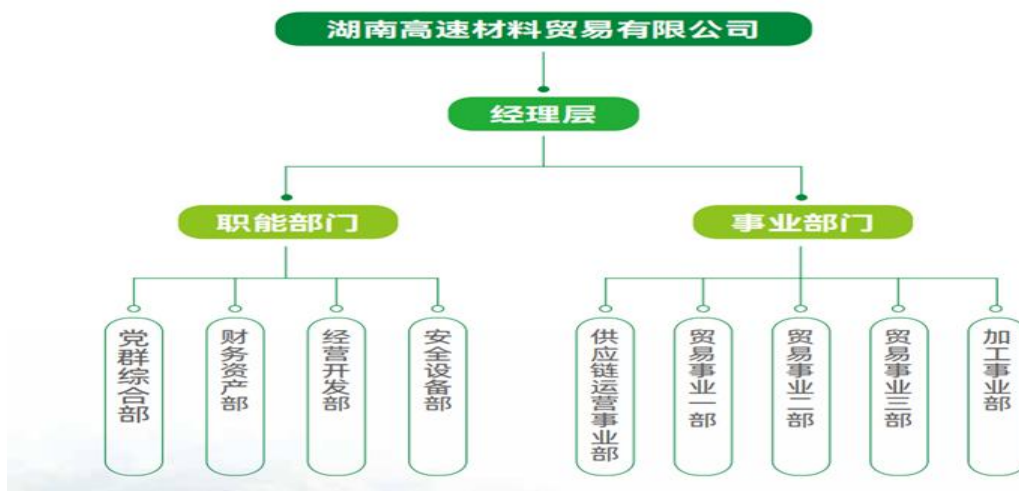 湖南高速材料贸易有限公司
经理层
职能部门
事业部门
党群综合部
财务资产部
经营开发部
安全设备部
供应链运营事业部
贸易事业一部
贸易事业二部
贸易事业三部
加工事业部